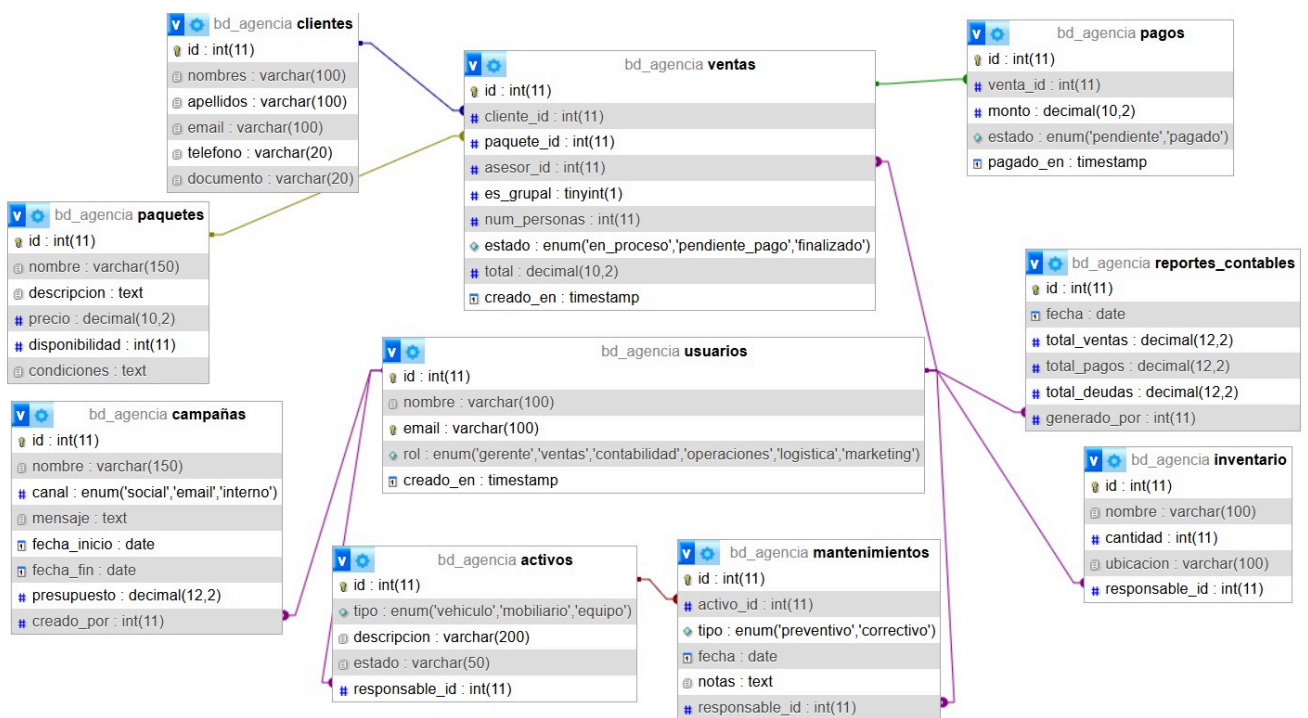 bd_agencia clientes
id : int(11)
nombres : varchar(100)
apellidos : varchar(100)
email : varchar(100)
telefono : varchar(20)
documento : varchar(20)
bd_agencia ventas
id : int(11)
cliente_id : int(11)
paquete_id : int(11)
asesor_id : int(11)
es_grupal : tinyint(1)
num_personas : int(11)
estado : enum('en_proceso','pendiente_pago','finalizado')
total : decimal(10,2)
creado_en : timestamp
bd_agencia pagos
id : int(11)
venta_id : int(11)
monto : decimal(10,2)
estado : enum('pendiente','pagado')
pagado_en : timestamp
bd_agencia paquetes
id : int(11)
nombre : varchar(150)
descripcion : text
precio : decimal(10,2)
disponibilidad : int(11)
condiciones : text
bd_agencia reportes_contables
id : int(11)
fecha : date
total_ventas : decimal(12,2)
total_pagos : decimal(12,2)
total_deudas : decimal(12,2)
generado_por : int(11)
bd_agencia usuarios
id : int(11)
nombre : varchar(100)
email : varchar(100)
rol : enum('gerente','ventas','contabilidad','operaciones','logistica','marketing')
creado_en : timestamp
bd_agencia campañas
id : int(11)
nombre : varchar(150)
canal : enum('social','email','interno')
mensaje : text
fecha_inicio : date
fecha_fin : date
presupuesto : decimal(12,2)
creado_por : int(11)
bd_agencia inventario
id : int(11)
nombre : varchar(100)
cantidad : int(11)
ubicacion : varchar(100)
responsable_id : int(11)
bd_agencia activos
id : int(11)
tipo : enum('vehiculo','mobiliario','equipo')
descripcion : varchar(200)
estado : varchar(50)
responsable_id : int(11)
bd_agencia mantenimientos
id : int(11)
activo_id : int(11)
tipo : enum('preventivo','correctivo')
fecha : date
notas : text
responsable_id : int(11)